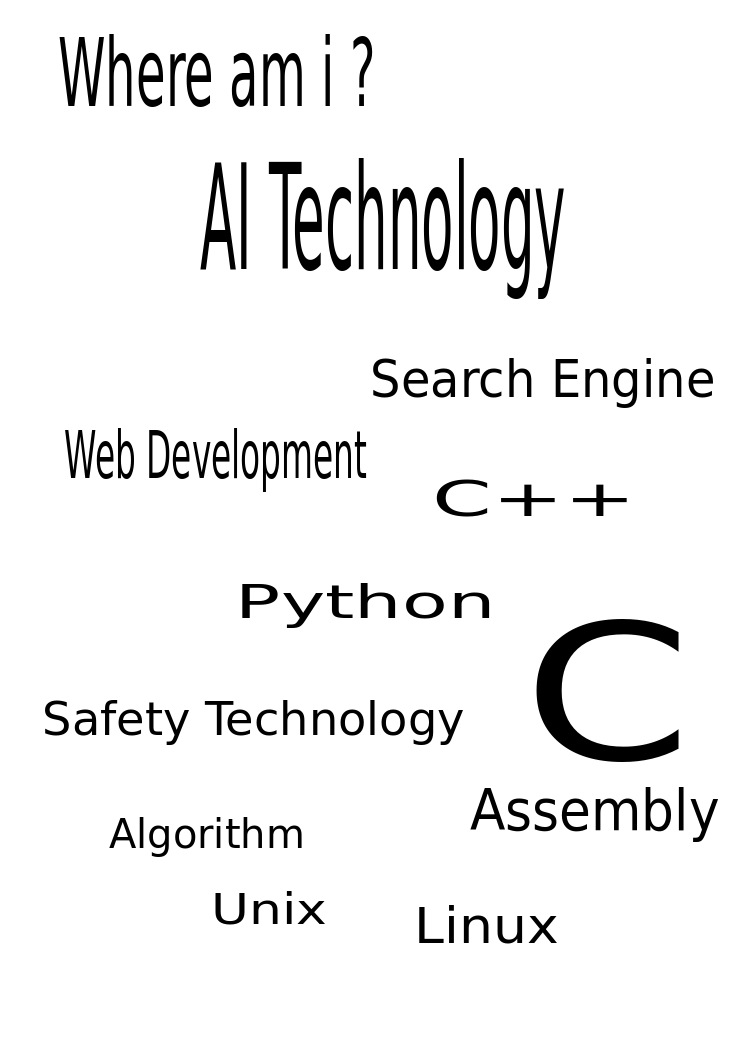 Where am i ?
AI Technology
Search Engine
Web Development
C++
Python
C
Safety Technology
Assembly
Algorithm
Unix
Linux